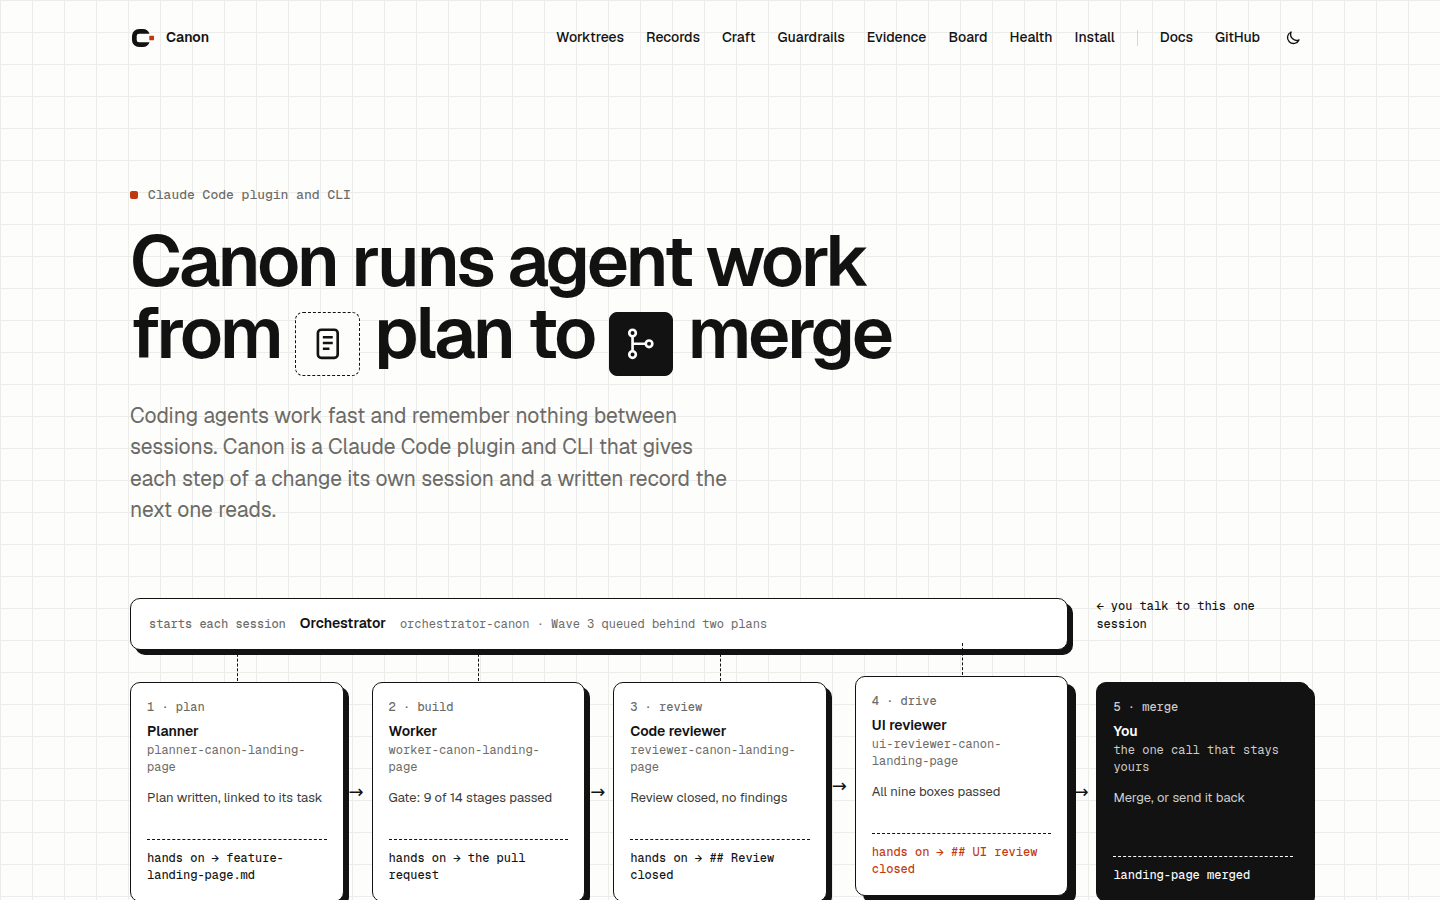 Canon
Worktrees Records Craft Guardrails Evidence Board Health Install Docs GitHub
Claude Code plugin and CLI
Canon runs agent work
from plan to merge
Coding agents work fast and remember nothing between
sessions. Canon is a Claude Code plugin and CLI that gives
each step of a change its own session and a written record the
next one reads.
starts each session Orchestrator orchestrator-canon · Wave 3 queued behind two plans
← you talk to this one
session
1 · plan
Planner
planner-canon-landing-
page
Plan written, linked to its task
hands on → feature-
landing-page.md
→
2 · build
Worker
worker-canon-landing-
page
Gate: 9 of 14 stages passed
hands on → the pull
request
→
3 · review
Code reviewer
reviewer-canon-landing-
page
Review closed, no findings
hands on → ## Review
closed
→
4 · drive
UI reviewer
ui-reviewer-canon-
landing-page
All nine boxes passed
hands on → ## UI review
closed
→
5 · merge
You
the one call that stays
yours
Merge, or send it back
landing-page merged